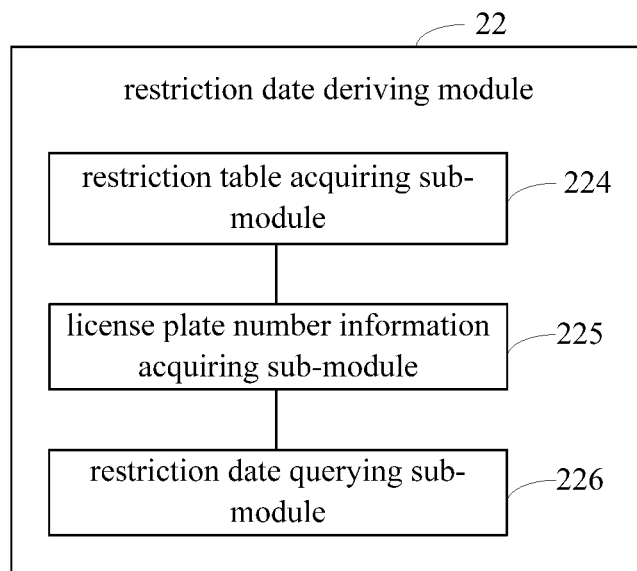 22
restriction date deriving module
restriction table acquiring sub-
module
224
license plate number information
acquiring sub-module
225
restriction date querying sub-
module
226